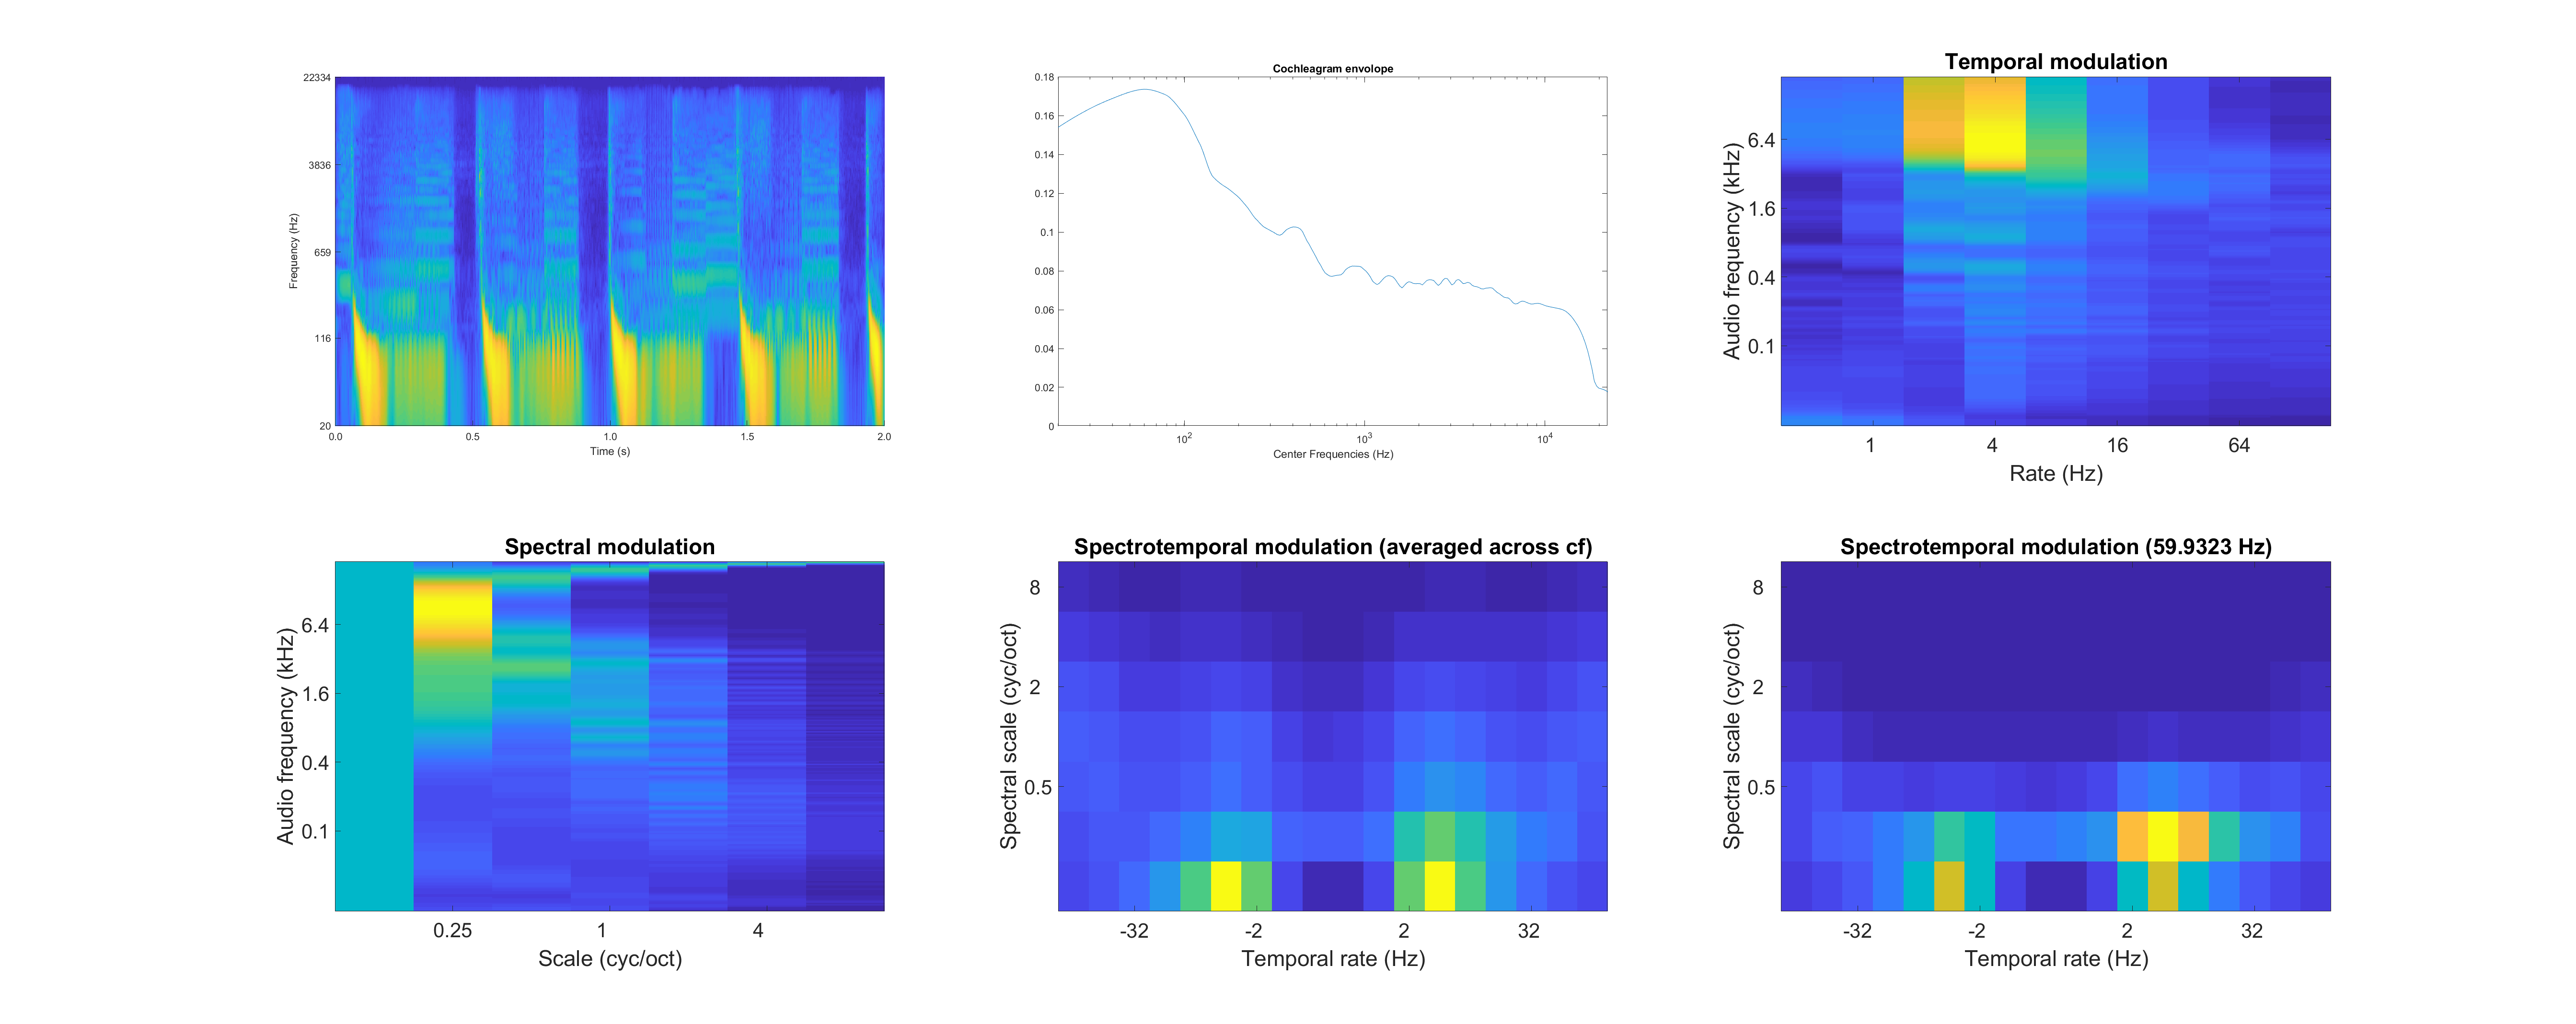 22334
3836
659
116
20
Frequency (Hz)
0.0 0.5 1.0 1.5 2.0
Time (s)
Cochleagram envolope
0.18
0.16
0.14
0.12
0.1
0.08
0.06
0.04
0.02
0
10^2 10^3 10^4
Center Frequencies (Hz)
Temporal modulation
6.4
1.6
0.4
0.1
Audio frequency (kHz)
1 4 16 64
Rate (Hz)
Spectral modulation
6.4
1.6
0.4
0.1
Audio frequency (kHz)
0.25 1 4
Scale (cyc/oct)
Spectrotemporal modulation (averaged across cf)
8
2
0.5
Spectral scale (cyc/oct)
-32 -2 2 32
Temporal rate (Hz)
Spectrotemporal modulation (59.9323 Hz)
8
2
0.5
Spectral scale (cyc/oct)
-32 -2 2 32
Temporal rate (Hz)